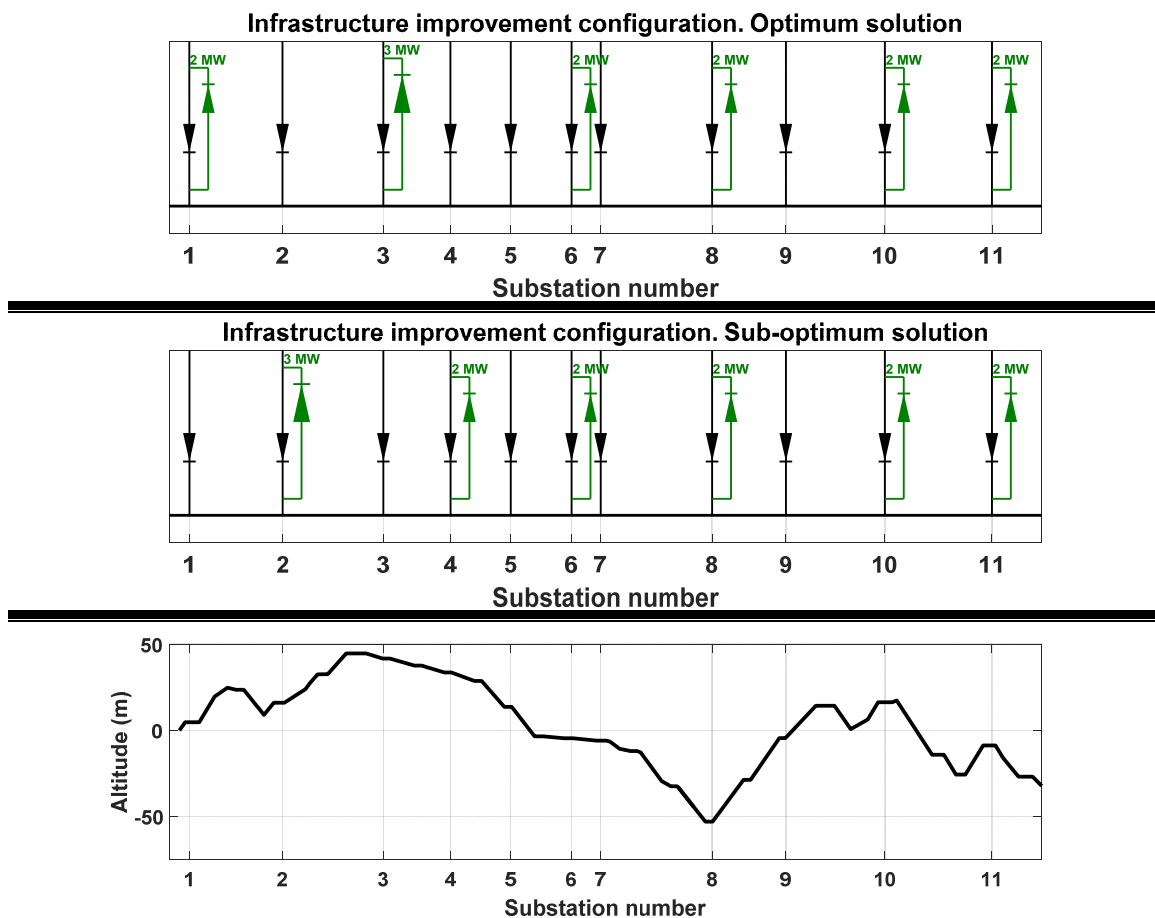 Infrastructure improvement configuration. Optimum solution
2 MW 3 MW 2 MW 2 MW 2 MW 2 MW
1 2 3 4 5 6 7 8 9 10 11
Substation number
Infrastructure improvement configuration. Sub-optimum solution
3 MW 2 MW 2 MW 2 MW 2 MW 2 MW
1 2 3 4 5 6 7 8 9 10 11
Substation number
50
0
-50
Altitude (m)
1 2 3 4 5 6 7 8 9 10 11
Substation number